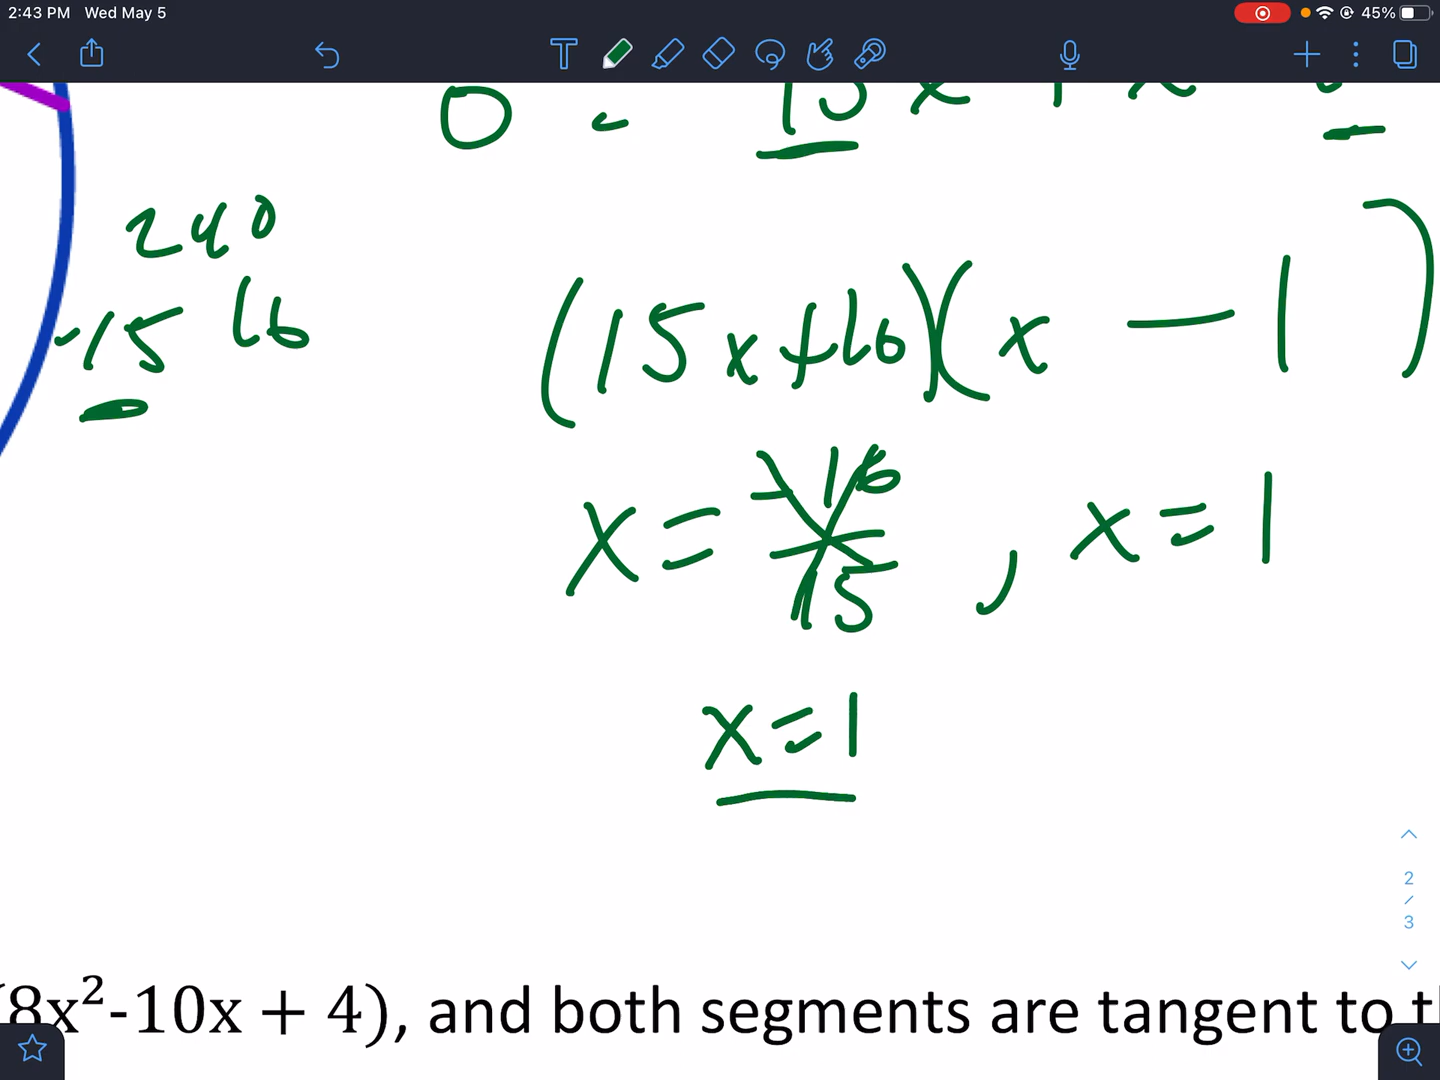 2:43 PM Wed May 5
45%
T
240
-15 16
(15x+16)(x - 1)
x = -16/15, x = 1
x = 1
2
/
3
(8x²-10x + 4), and both segments are tangent to t